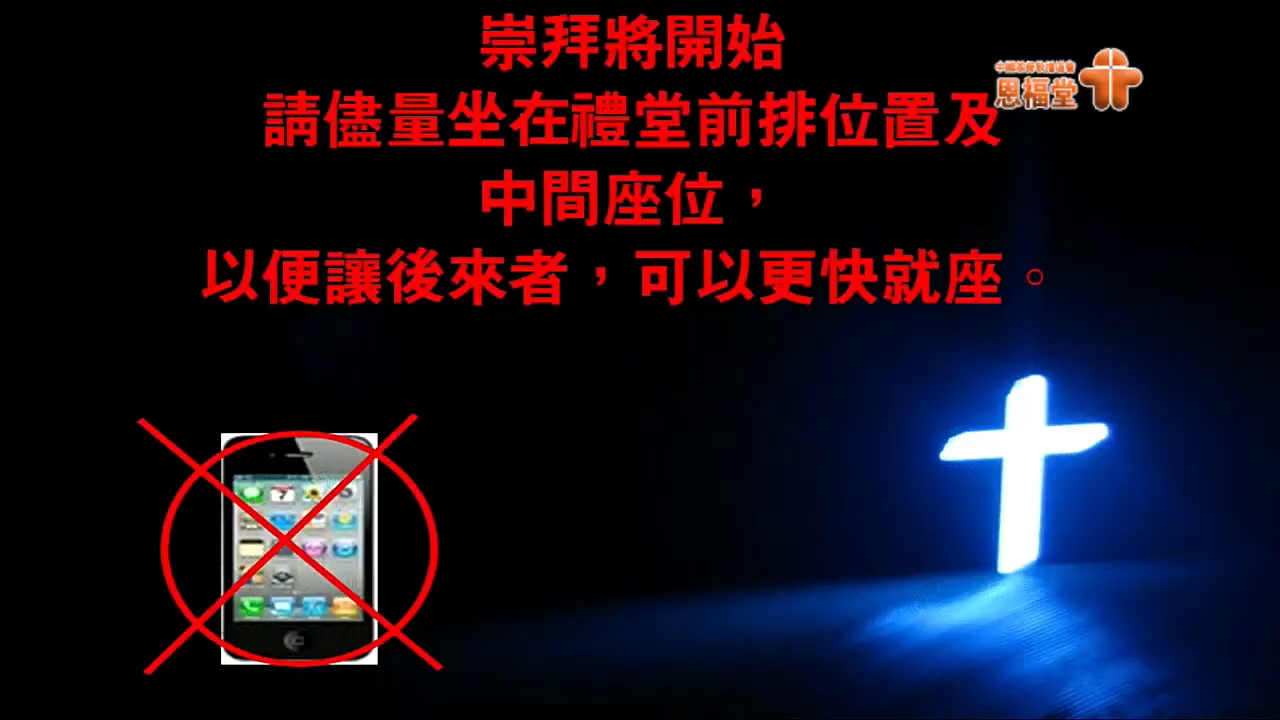 崇拜將開始
請儘量坐在禮堂前排位置及
中間座位，
以便讓後來者，可以更快就座。
恩福堂